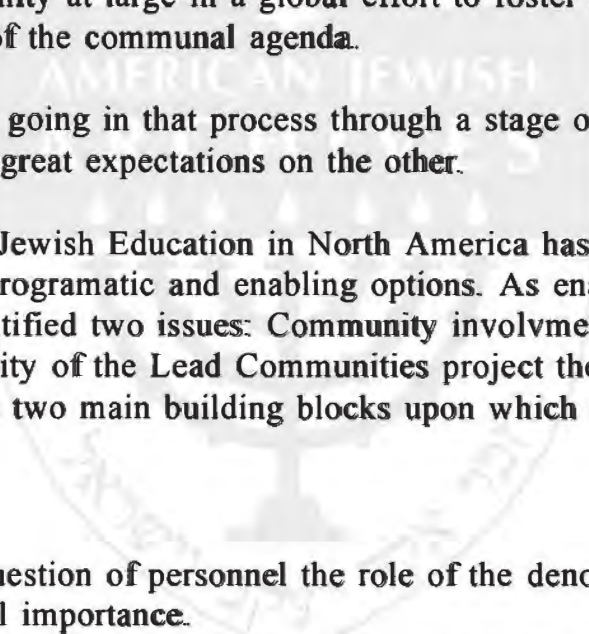 nity at large in a global effort to foster
of the communal agenda.
AMERICAN JEWISH
going in that process through a stage o
great expectations on the other.
Jewish Education in North America has
rogramatic and enabling options. As en
tified two issues: Community involvme
ity of the Lead Communities project the
two main building blocks upon which
estion of personnel the role of the deno
l importance.